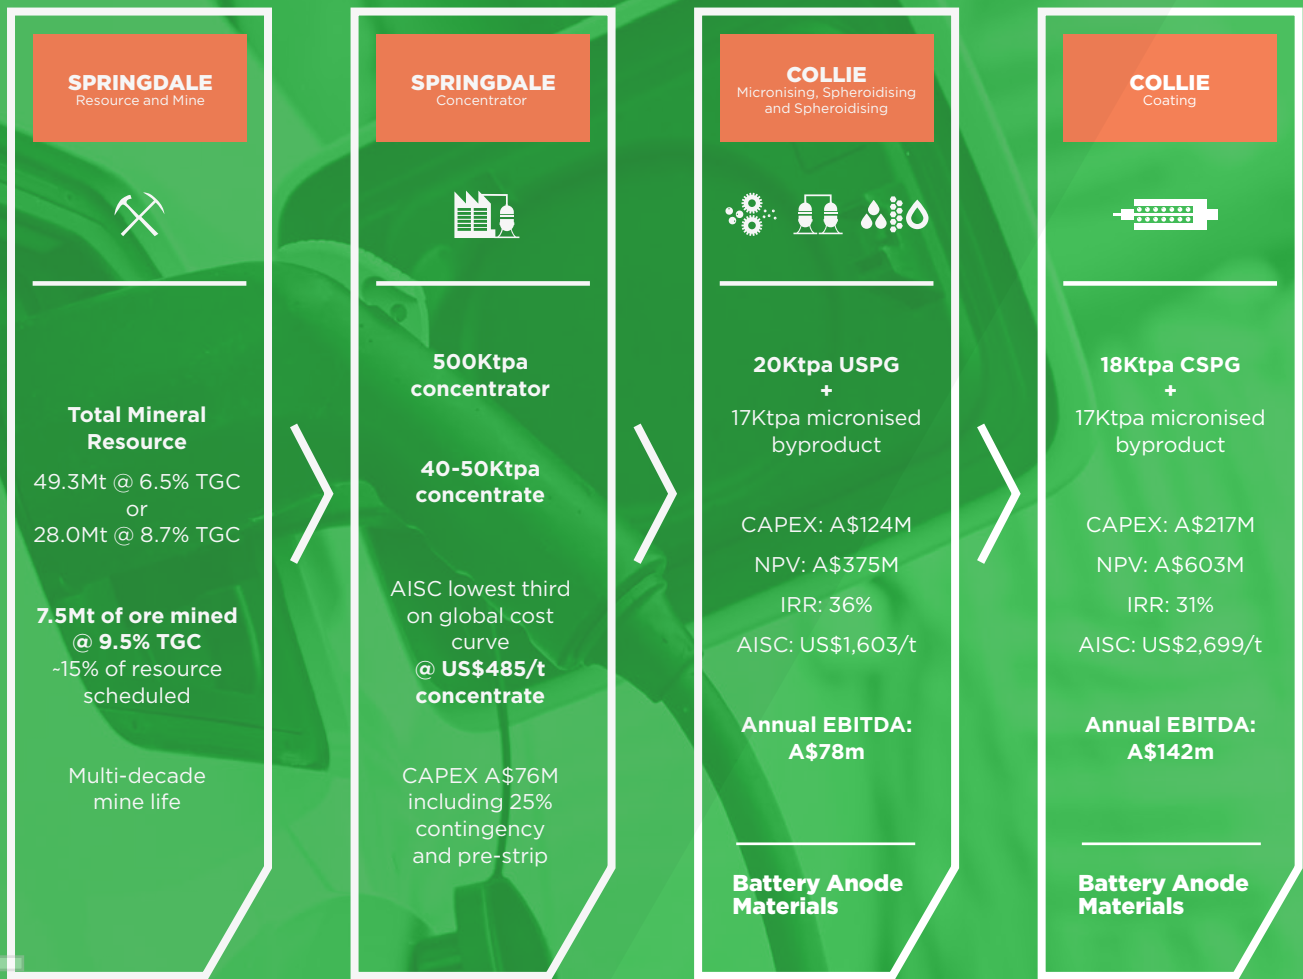 SPRINGDALE
Resource and Mine
Total Mineral
Resource
49.3Mt @ 6.5% TGC
or
28.0Mt @ 8.7% TGC
7.5Mt of ore mined
@ 9.5% TGC
~15% of resource
scheduled
Multi-decade
mine life
SPRINGDALE
Concentrator
500Ktpa
concentrator
40-50Ktpa
concentrate
AISC lowest third
on global cost
curve
@ US$485/t
concentrate
CAPEX A$76M
including 25%
contingency
and pre-strip
COLLIE
Micronising, Spheroidising
and Spheroidising
20Ktpa USPG
+
17Ktpa micronised
byproduct
CAPEX: A$124M
NPV: A$375M
IRR: 36%
AISC: US$1,603/t
Annual EBITDA:
A$78m
Battery Anode
Materials
COLLIE
Coating
18Ktpa CSPG
+
17Ktpa micronised
byproduct
CAPEX: A$217M
NPV: A$603M
IRR: 31%
AISC: US$2,699/t
Annual EBITDA:
A$142m
Battery Anode
Materials